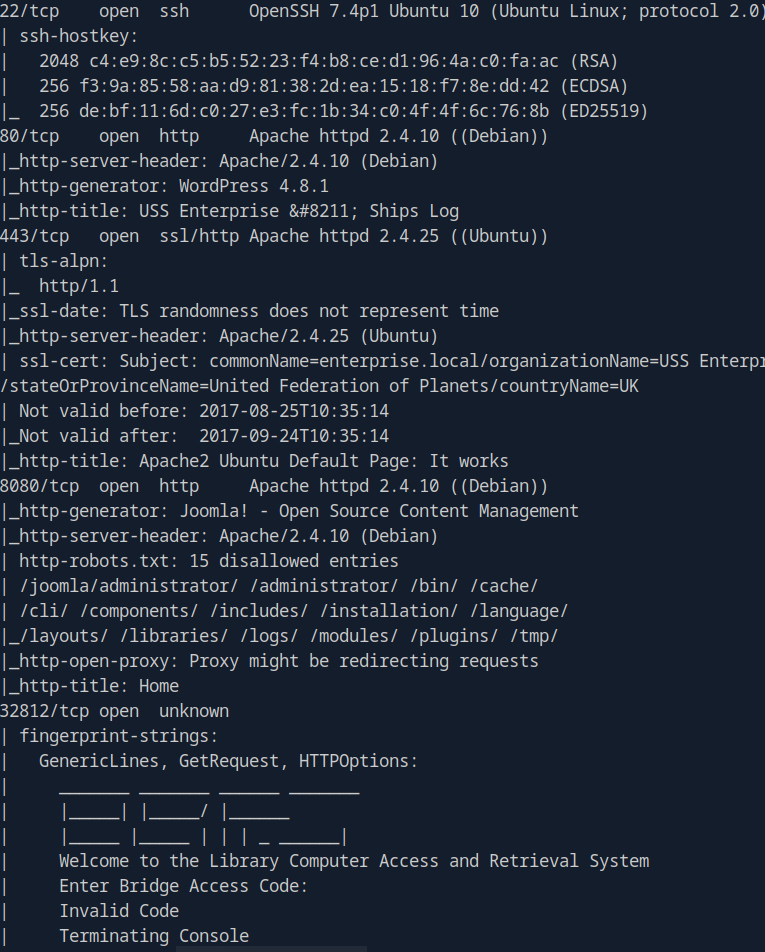 22/tcp    open  ssh      OpenSSH 7.4p1 Ubuntu 10 (Ubuntu Linux; protocol 2.0)
| ssh-hostkey:
|   2048 c4:e9:8c:c5:b5:52:23:f4:b8:ce:d1:96:4a:c0:fa:ac (RSA)
|   256 f3:9a:85:58:aa:d9:81:38:2d:ea:15:18:f7:8e:dd:42 (ECDSA)
|_  256 de:bf:11:6d:c0:27:e3:fc:1b:34:c0:4f:4f:6c:76:8b (ED25519)
80/tcp    open  http     Apache httpd 2.4.10 ((Debian))
|_http-server-header: Apache/2.4.10 (Debian)
|_http-generator: WordPress 4.8.1
|_http-title: USS Enterprise &#8211; Ships Log
443/tcp   open  ssl/http Apache httpd 2.4.25 ((Ubuntu))
| tls-alpn:
|_  http/1.1
|_ssl-date: TLS randomness does not represent time
|_http-server-header: Apache/2.4.25 (Ubuntu)
| ssl-cert: Subject: commonName=enterprise.local/organizationName=USS Enterpr
/stateOrProvinceName=United Federation of Planets/countryName=UK
| Not valid before: 2017-08-25T10:35:14
|_Not valid after:  2017-09-24T10:35:14
|_http-title: Apache2 Ubuntu Default Page: It works
8080/tcp  open  http     Apache httpd 2.4.10 ((Debian))
|_http-generator: Joomla! - Open Source Content Management
|_http-server-header: Apache/2.4.10 (Debian)
| http-robots.txt: 15 disallowed entries
| /joomla/administrator/ /administrator/ /bin/ /cache/
| /cli/ /components/ /includes/ /installation/ /language/
|_/layouts/ /libraries/ /logs/ /modules/ /plugins/ /tmp/
|_http-open-proxy: Proxy might be redirecting requests
|_http-title: Home
32812/tcp open  unknown
| fingerprint-strings:
|   GenericLines, GetRequest, HTTPOptions:
|     _______ _______ ______ _______
|     |_____| |_____/ |______
|     |_____ |_____ | | | _ ______|
|     Welcome to the Library Computer Access and Retrieval System
|     Enter Bridge Access Code:
|     Invalid Code
|     Terminating Console